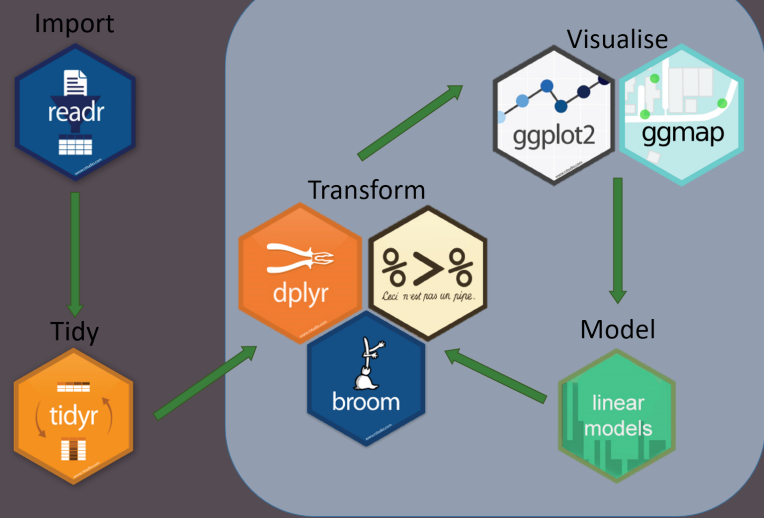 Import
readr
Tidy
tidyr
Transform
dplyr
%>%
Ceci n'est pas un pipe.
broom
Visualise
ggplot2
ggmap
Model
linear
models